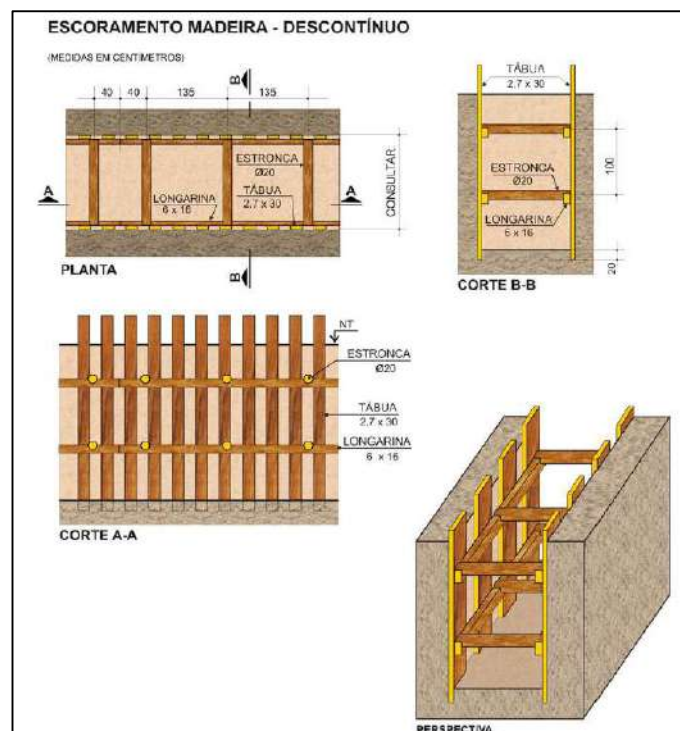 ESCORAMENTO MADEIRA - DESCONTÍNUO
(MEDIDAS EM CENTÍMETROS)
B
40 40 135 135
ESTRONCA
Ø20
A
A
LONGARINA
6 x 16
TÁBUA
2,7 x 30
CONSULTAR
B
PLANTA
TÁBUA
2,7 x 30
ESTRONCA
Ø20
LONGARINA
6 x 16
100
20
CORTE B-B
NT
ESTRONCA
Ø20
TÁBUA
2,7 x 30
LONGARINA
6 x 16
CORTE A-A
PERSPECTIVA